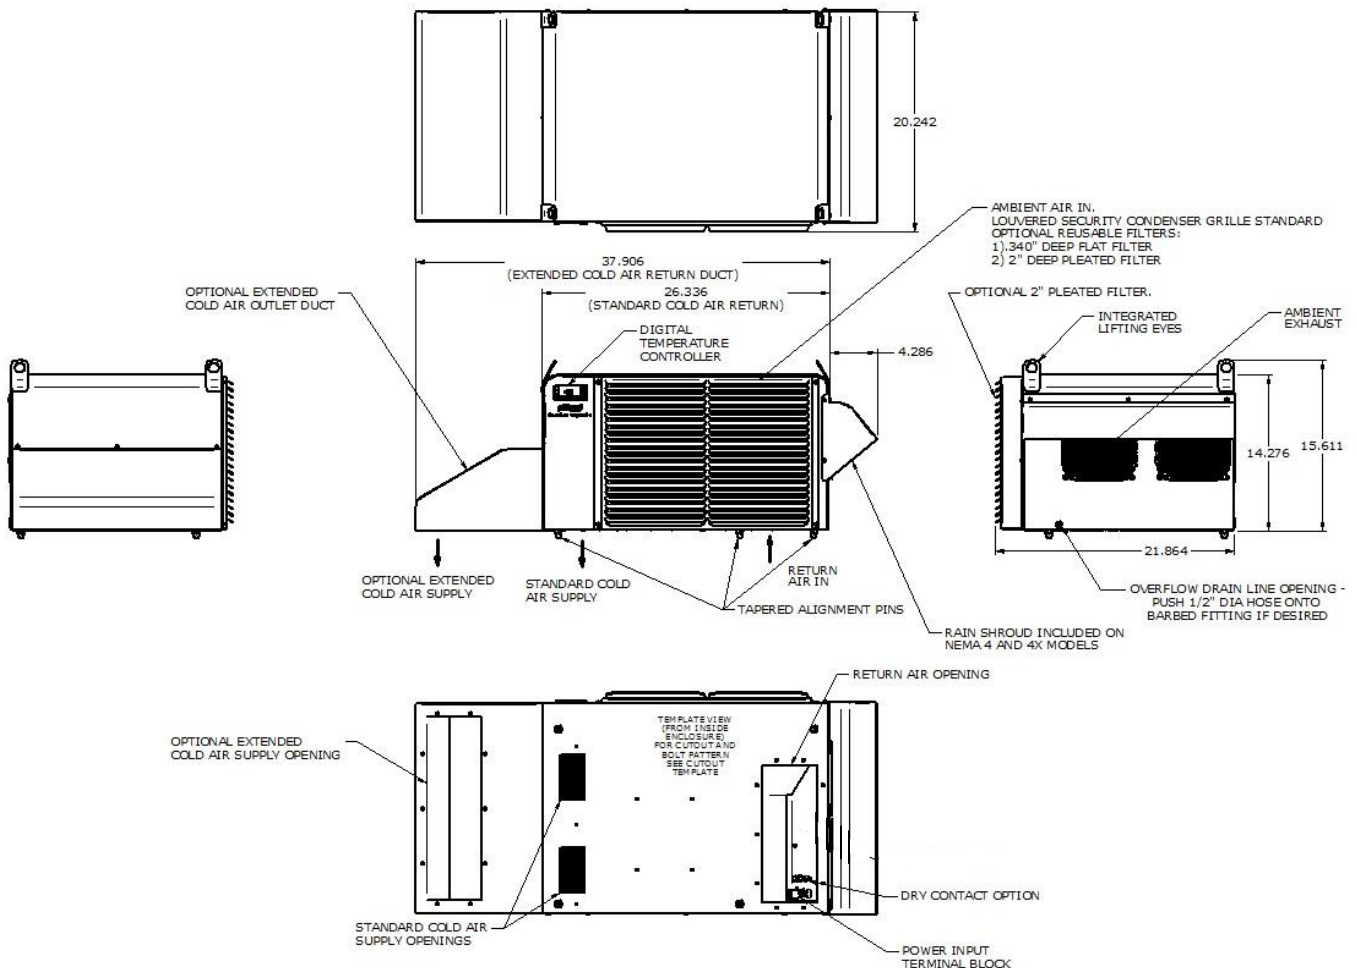 20.242
AMBIENT AIR IN.
LOUVERED SECURITY CONDENSER GRILLE STANDARD
OPTIONAL REUSABLE FILTERS:
1).340" DEEP FLAT FILTER
2) 2" DEEP PLEATED FILTER
37.906
(EXTENDED COLD AIR RETURN DUCT)
26.336
(STANDARD COLD AIR RETURN)
OPTIONAL EXTENDED
COLD AIR OUTLET DUCT
DIGITAL
TEMPERATURE
CONTROLLER
4.286
OPTIONAL 2" PLEATED FILTER.
INTEGRATED
LIFTING EYES
AMBIENT
EXHAUST
14.276
15.611
21.864
OPTIONAL EXTENDED
COLD AIR SUPPLY
STANDARD COLD
AIR SUPPLY
RETURN
AIR IN
TAPERED ALIGNMENT PINS
OVERFLOW DRAIN LINE OPENING -
PUSH 1/2" DIA HOSE ONTO
BARBED FITTING IF DESIRED
RAIN SHROUD INCLUDED ON
NEMA 4 AND 4X MODELS
RETURN AIR OPENING
TEMPLATE VIEW
(FROM INSIDE
ENCLOSURE)
FOR CUTOUT AND
BOLT PATTERN
SEE CUTOUT
TEMPLATE
OPTIONAL EXTENDED
COLD AIR SUPPLY OPENING
DRY CONTACT OPTION
STANDARD COLD AIR
SUPPLY OPENINGS
POWER INPUT
TERMINAL BLOCK